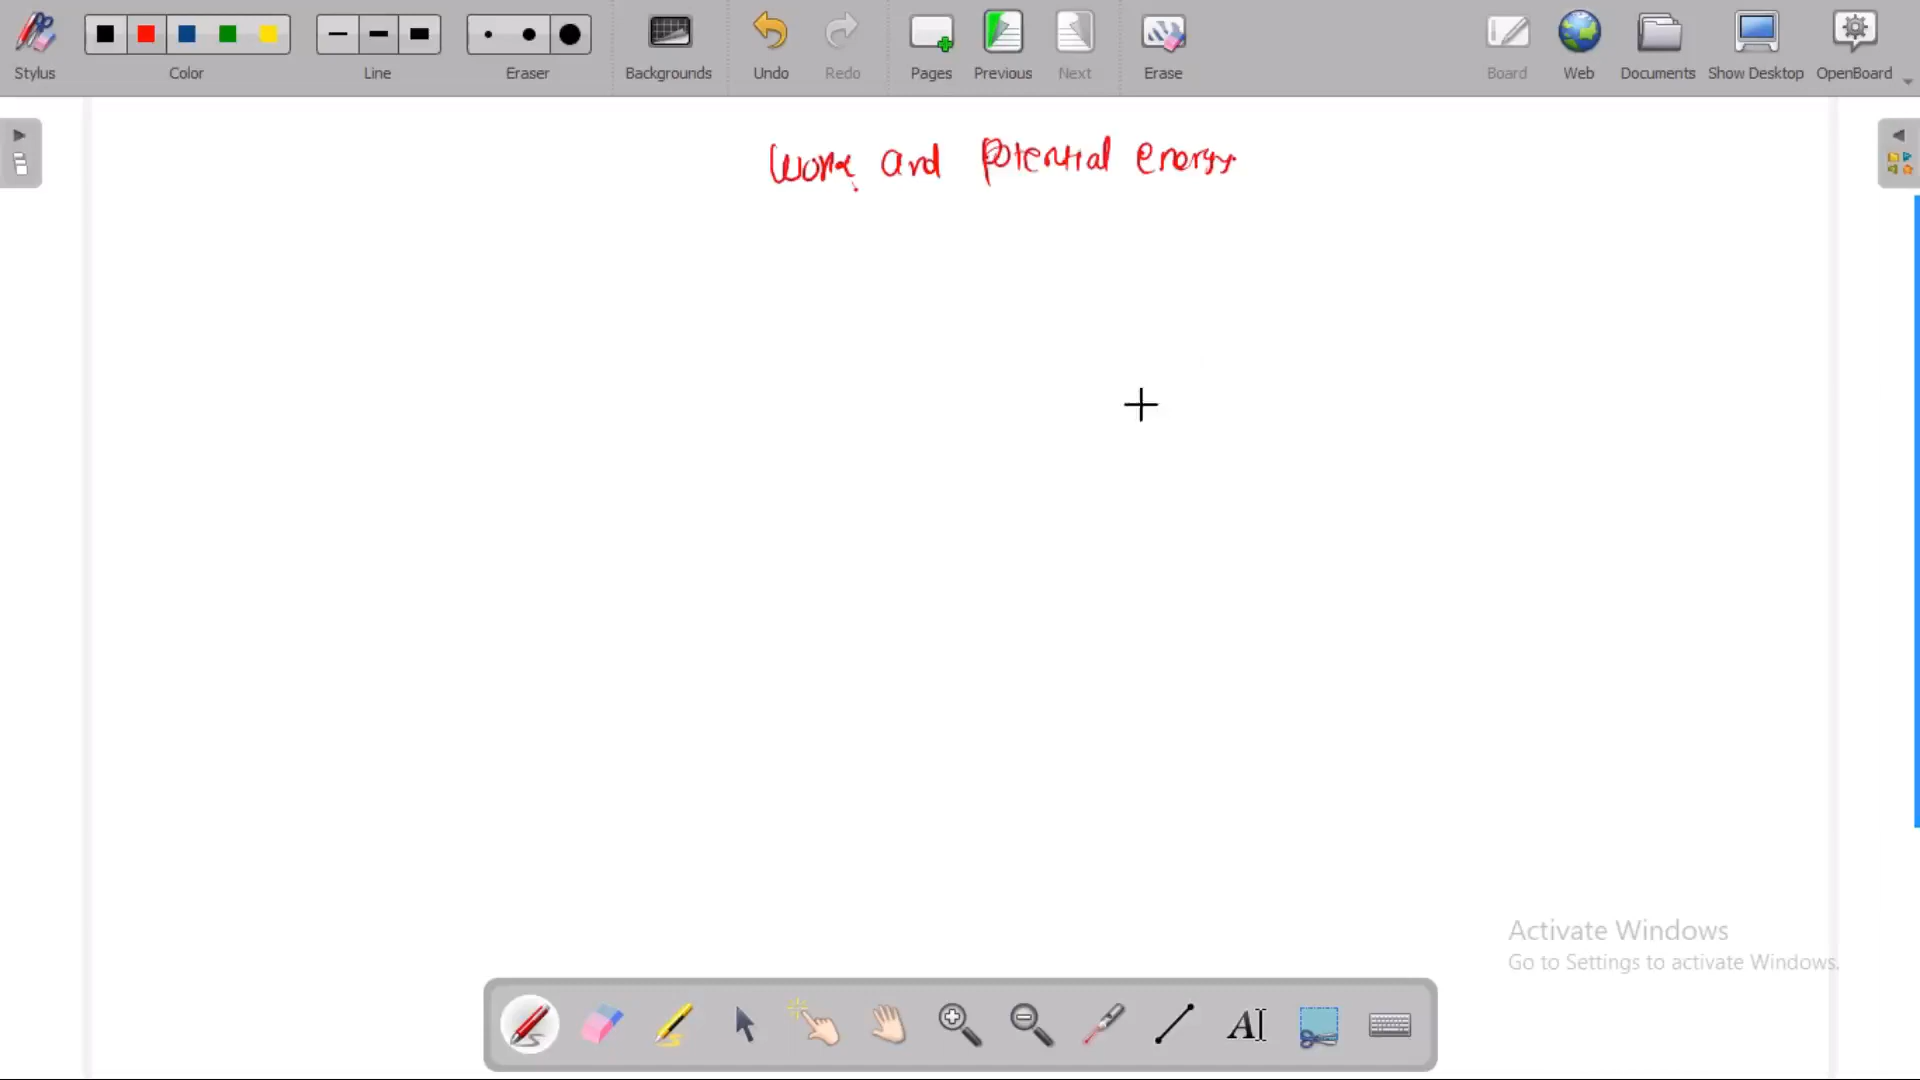 Stylus
Color
Line
Eraser
Backgrounds
Undo
Redo
Pages
Previous
Next
Erase
Board
Web
Documents
Show Desktop
OpenBoard
Work and potential energy
Activate Windows
Go to Settings to activate Windows.